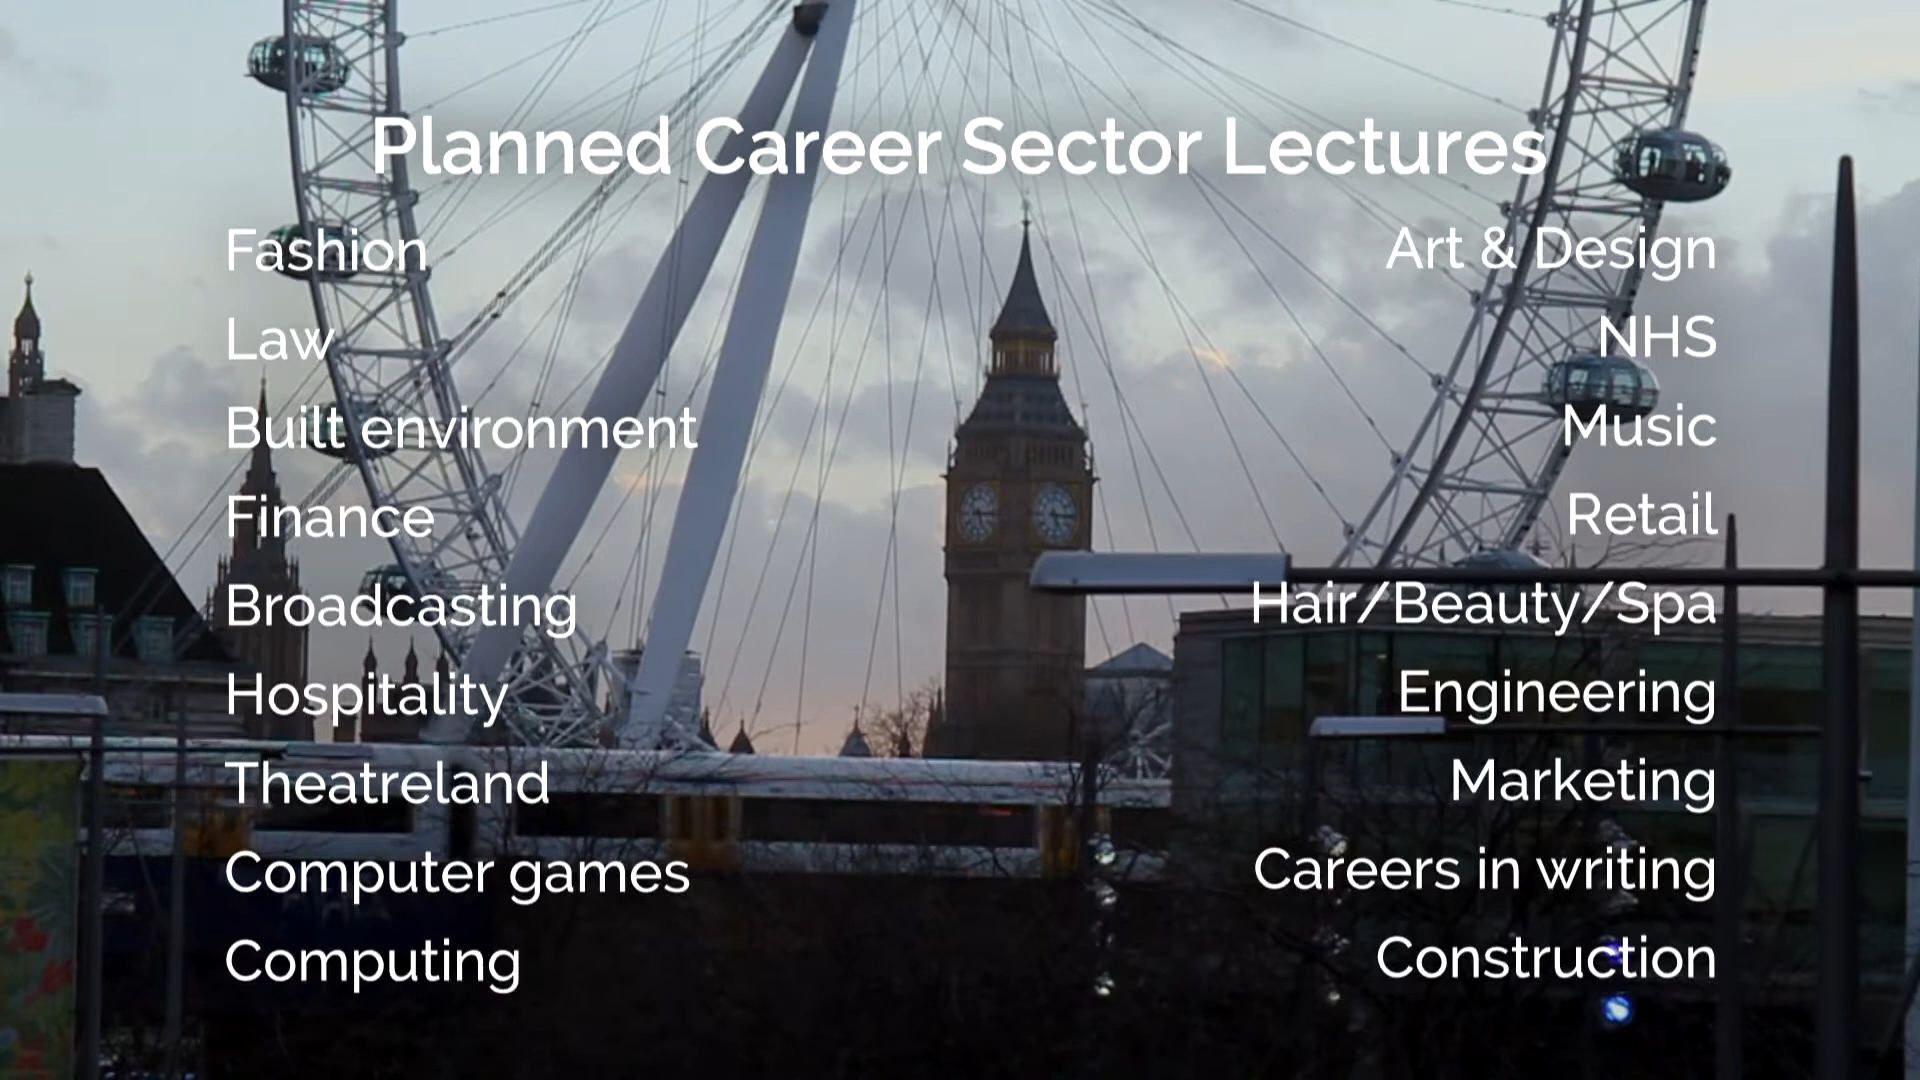 Planned Career Sector Lectures
Fashion
Law
Built environment
Finance
Broadcasting
Hospitality
Theatreland
Computer games
Computing
Art & Design
NHS
Music
Retail
Hair/Beauty/Spa
Engineering
Marketing
Careers in writing
Construction